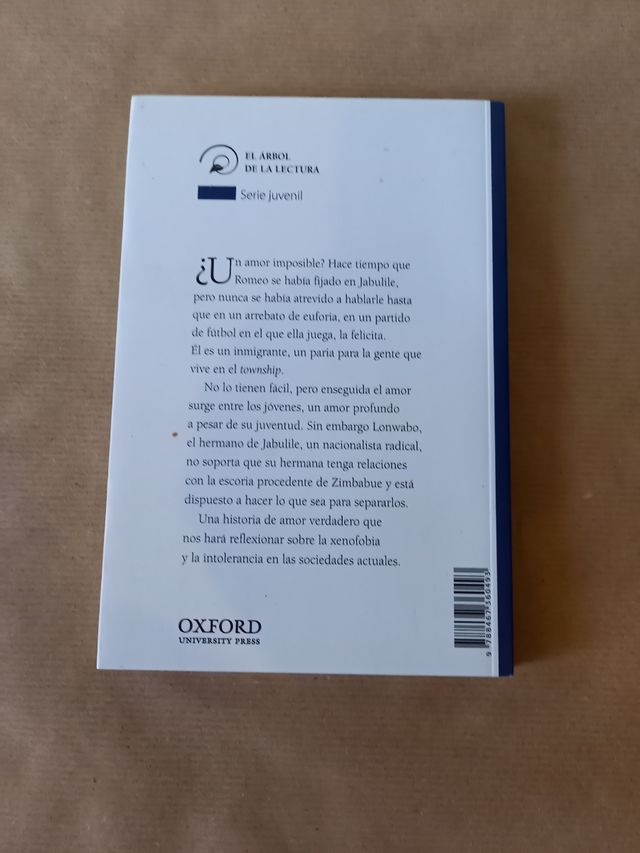 EL ÁRBOL
DE LA LECTURA
Serie juvenil
¿Un amor imposible? Hace tiempo que
Romeo se había fijado en Jabulile,
pero nunca se había atrevido a hablarle hasta
que en un arrebato de euforia, en un partido
de fútbol en el que ella juega, la felicita.
Él es un inmigrante, un paria para la gente que
vive en el township.
No lo tienen fácil, pero enseguida el amor
surge entre los jóvenes, un amor profundo
a pesar de su juventud. Sin embargo Lonwabo,
el hermano de Jabulile, un nacionalista radical,
no soporta que su hermana tenga relaciones
con la escoria procedente de Zimbabue y está
dispuesto a hacer lo que sea para separarlos.
Una historia de amor verdadero que
nos hará reflexionar sobre la xenofobia
y la intolerancia en las sociedades actuales.
OXFORD
UNIVERSITY PRESS
9 788467 360493